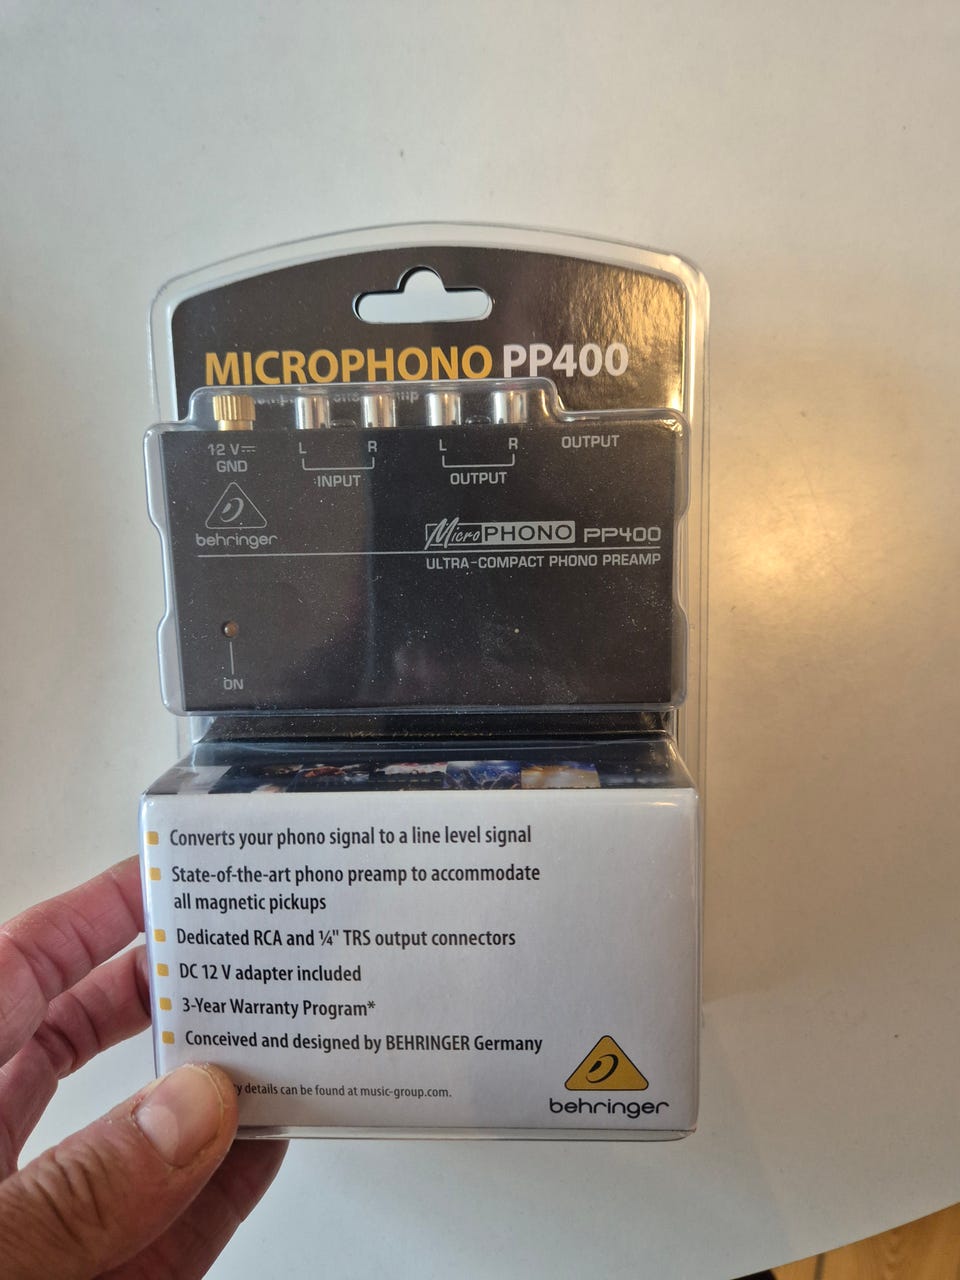 MICROPHONO PP400
12 V
GND
L R
INPUT
L R
OUTPUT
OUTPUT
behringer
Micro PHONO PP400
ULTRA-COMPACT PHONO PREAMP
ON
Converts your phono signal to a line level signal
State-of-the-art phono preamp to accommodate
all magnetic pickups
Dedicated RCA and ¼" TRS output connectors
DC 12 V adapter included
3-Year Warranty Program*
Conceived and designed by BEHRINGER Germany
details can be found at music-group.com.
behringer